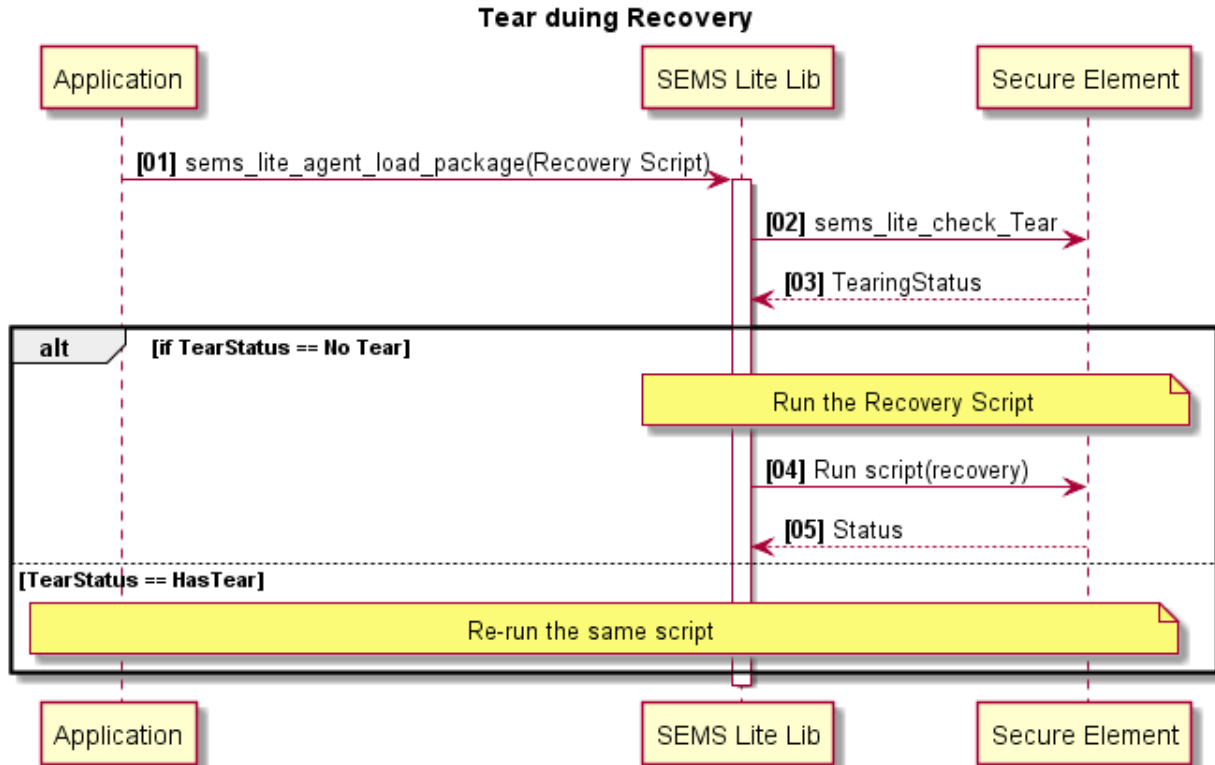 Tear duing Recovery
Application
SEMS Lite Lib
Secure Element
[01] sems_lite_agent_load_package(Recovery Script)
[02] sems_lite_check_Tear
[03] TearingStatus
alt
[if TearStatus == No Tear]
Run the Recovery Script
[04] Run script(recovery)
[05] Status
[TearStatus == HasTear]
Re-run the same script
Application
SEMS Lite Lib
Secure Element